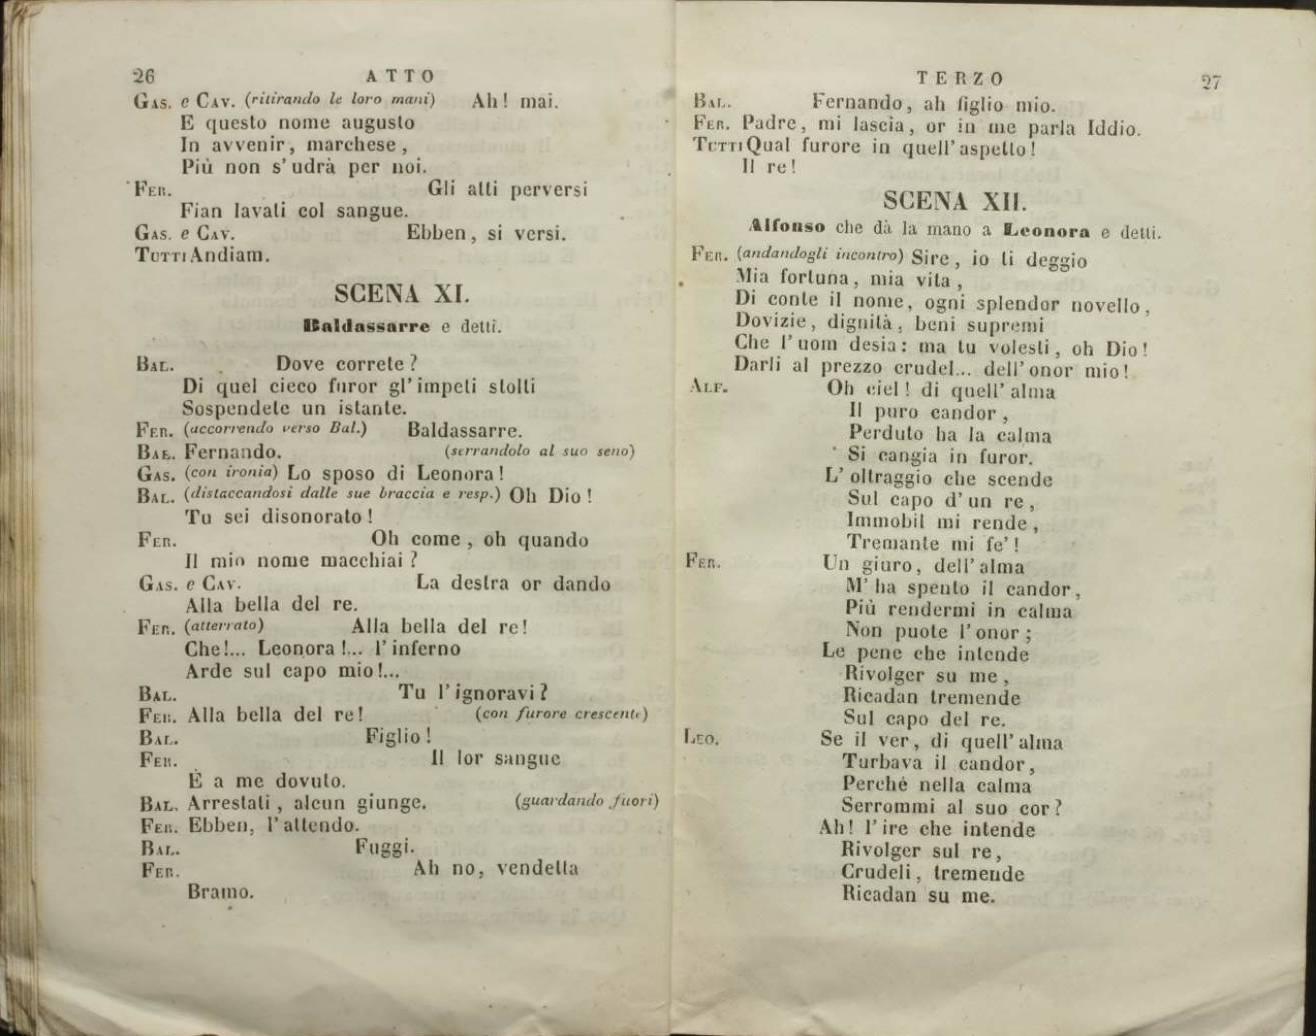 26 ATTO
GAS. e CAV. (ritirando le loro mani) Ah! mai.
E questo nome augusto
In avvenir, marchese,
Più non s'udrà per noi.
FER. Gli atti perversi
Fian lavati col sangue.
GAS. e CAV. Ebben, si versi.
TUTTI Andiam.
SCENA XI.
Baldassarre e detti.
BAL. Dove correte?
Di quel cieco furor gl'impeti stolti
Sospendete un istante.
FER. (accorrendo verso Bal.) Baldassarre.
BAL. Fernando. (serrandolo al suo seno)
GAS. (con ironia) Lo sposo di Leonora!
BAL. (distaccandosi dalle sue braccia e resp.) Oh Dio!
Tu sei disonorato!
FER. Oh come, oh quando
Il mio nome macchiai?
GAS. e CAV. La destra or dando
Alla bella del re.
FER. (atterrato) Alla bella del re!
Che!... Leonora!... l'inferno
Arde sul capo mio!...
BAL. Tu l'ignoravi?
FER. Alla bella del re! (con furore crescente)
BAL. Figlio!
FER. Il lor sangue
È a me dovuto.
BAL. Arrestati, alcun giunge. (guardando fuori)
FER. Ebben, l'attendo.
BAL. Fuggi.
FER. Ah no, vendetta
Bramo.
TERZO 27
BAL. Fernando, ah figlio mio.
FER. Padre, mi lascia, or in me parla Iddio.
TUTTI Qual furore in quell'aspetto!
Il re!
SCENA XII.
Alfonso che dà la mano a Leonora e detti.
FER. (andandogli incontro) Sire, io ti deggio
Mia fortuna, mia vita,
Di conte il nome, ogni splendor novello,
Dovizie, dignità, beni supremi
Che l'uom desia: ma tu volesti, oh Dio!
Darli al prezzo crudel... dell'onor mio!
ALF. Oh ciel! di quell'alma
Il puro candor,
Perduto ha la calma
Si cangia in furor.
L'oltraggio che scende
Sul capo d'un re,
Immobil mi rende,
Tremante mi fe'!
FER. Un giuro, dell'alma
M'ha spento il candor,
Più rendermi in calma
Non puote l'onor;
Le pene che intende
Rivolger su me,
Ricadan tremende
Sul capo del re.
LEO. Se il ver, di quell'alma
Turbava il candor,
Perché nella calma
Serrommi al suo cor?
Ah! l'ire che intende
Rivolger sul re,
Crudeli, tremende
Ricadan su me.